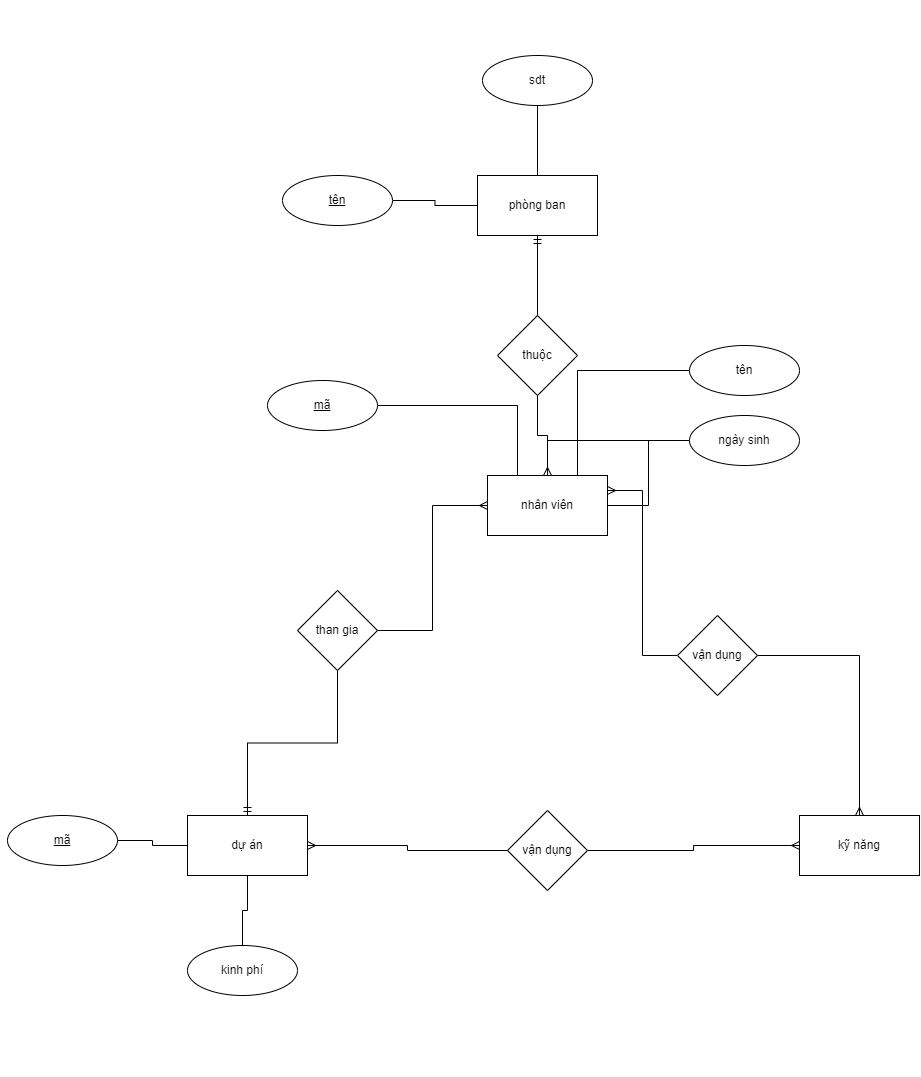 sdt
tên
phòng ban
thuộc
tên
mã
ngày sinh
nhân viên
than gia
vận dụng
mã
dự án
vận dụng
kỹ năng
kinh phí